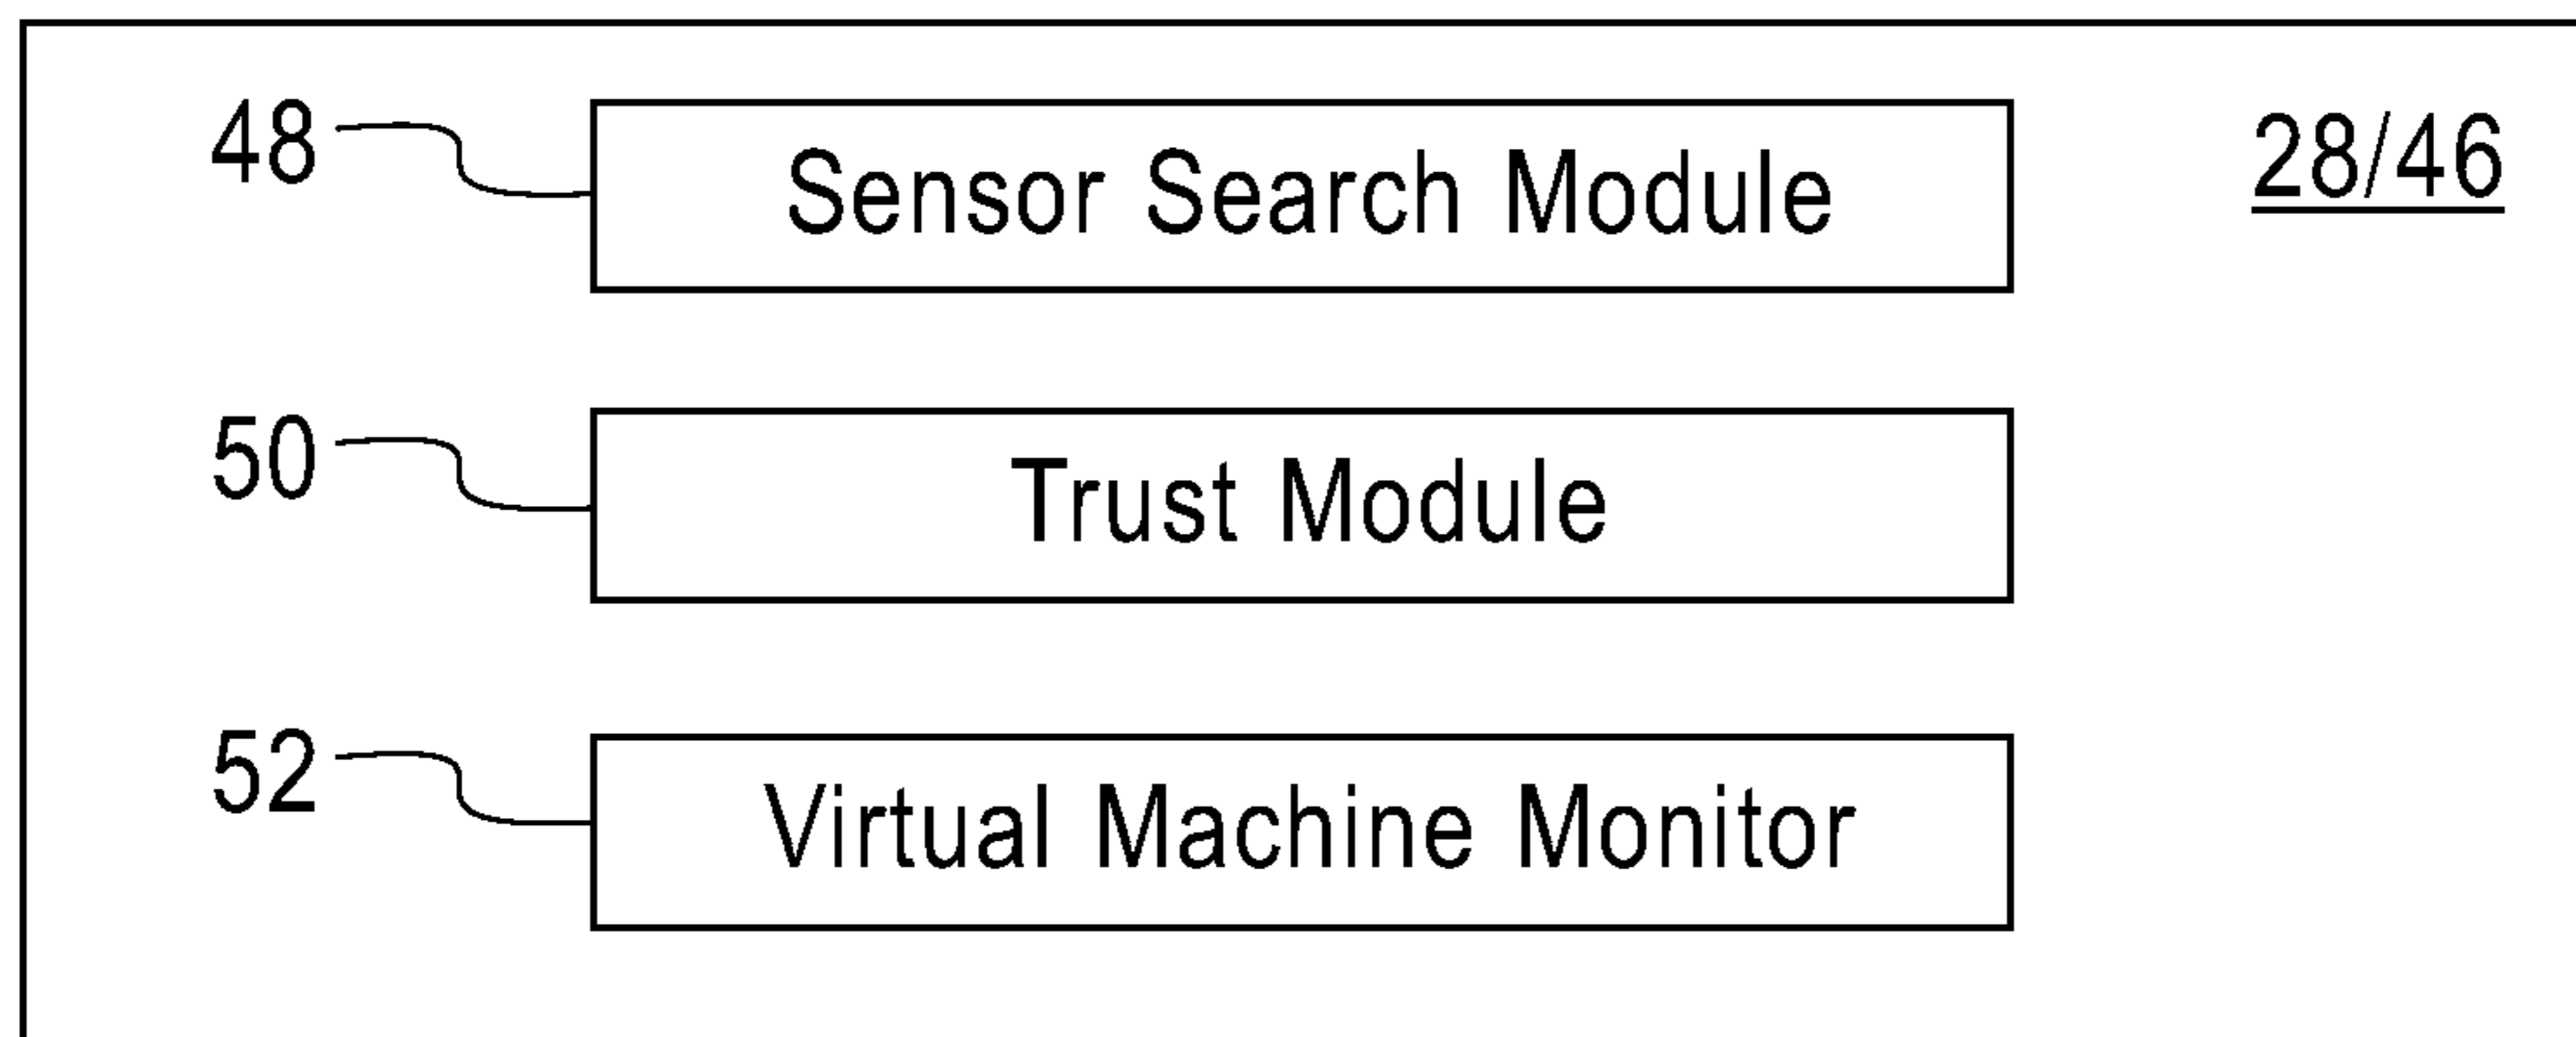 48 Sensor Search Module 28/46
50 Trust Module
52 Virtual Machine Monitor